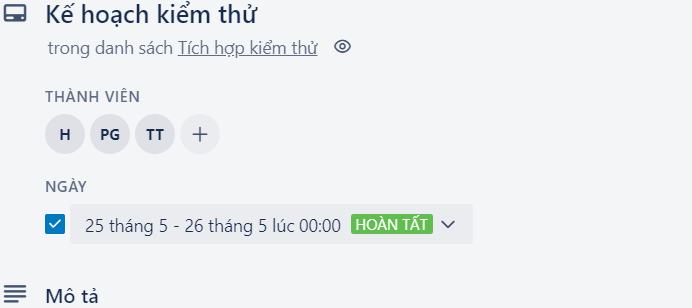 Kế hoạch kiểm thử
trong danh sách Tích hợp kiểm thử
THÀNH VIÊN
H PG TT
NGÀY
25 tháng 5 - 26 tháng 5 lúc 00:00 HOÀN TẤT
Mô tả